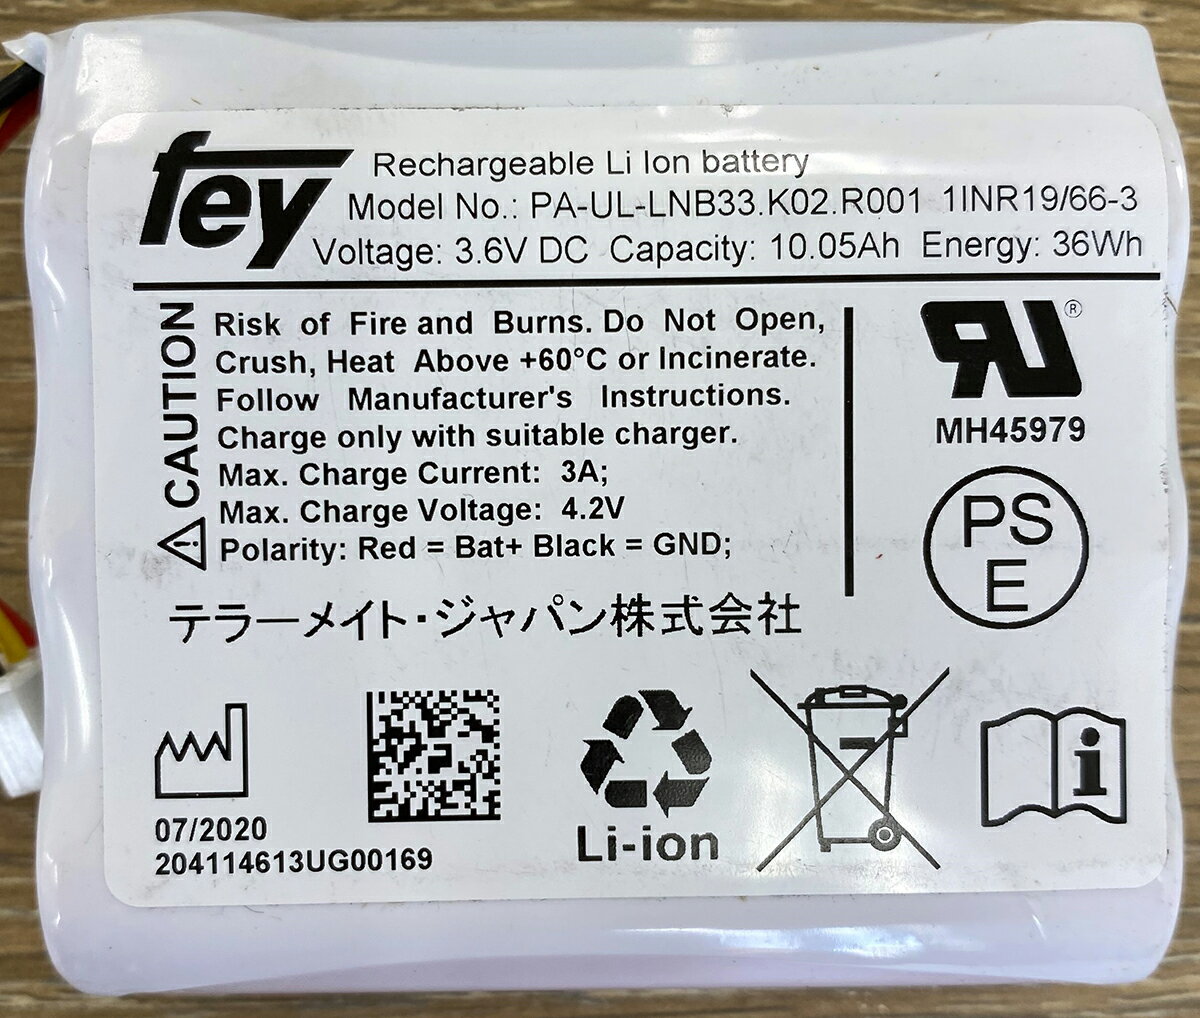 fey
Rechargeable Li Ion battery
Model No.: PA-UL-LNB33.K02.R001 1INR19/66-3
Voltage: 3.6V DC Capacity: 10.05Ah Energy: 36Wh
CAUTION
Risk of Fire and Burns. Do Not Open,
Crush, Heat Above +60°C or Incinerate.
Follow Manufacturer's Instructions.
Charge only with suitable charger.
Max. Charge Current: 3A;
Max. Charge Voltage: 4.2V
Polarity: Red = Bat+ Black = GND;
RU®
MH45979
PS
E
テラーメイト・ジャパン株式会社
07/2020
204114613UG00169
Li-ion
i